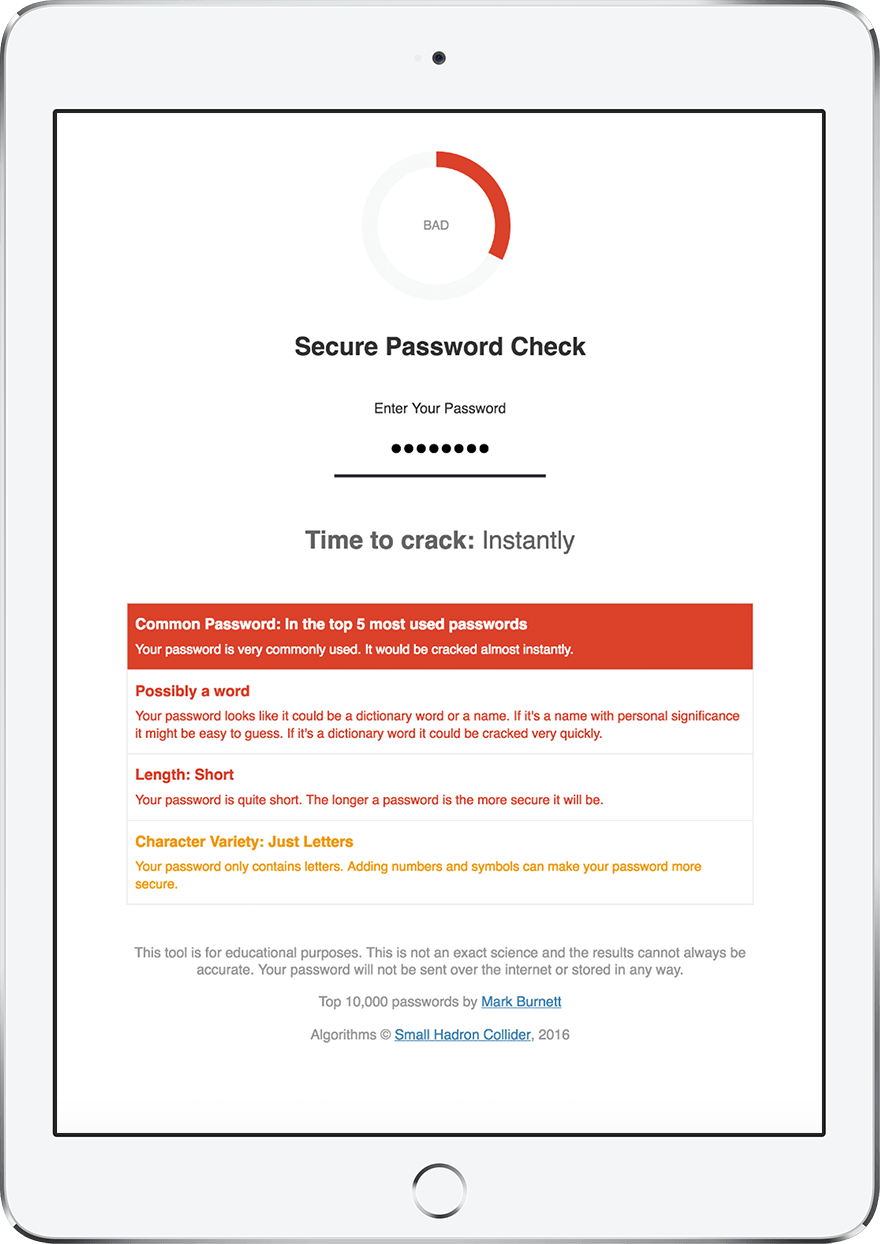 BAD
Secure Password Check
Enter Your Password
••••••••
Time to crack: Instantly
Common Password: In the top 5 most used passwords
Your password is very commonly used. It would be cracked almost instantly.
Possibly a word
Your password looks like it could be a dictionary word or a name. If it's a name with personal significance
it might be easy to guess. If it's a dictionary word it could be cracked very quickly.
Length: Short
Your password is quite short. The longer a password is the more secure it will be.
Character Variety: Just Letters
Your password only contains letters. Adding numbers and symbols can make your password more
secure.
This tool is for educational purposes. This is not an exact science and the results cannot always be
accurate. Your password will not be sent over the internet or stored in any way.
Top 10,000 passwords by Mark Burnett
Algorithms © Small Hadron Collider, 2016